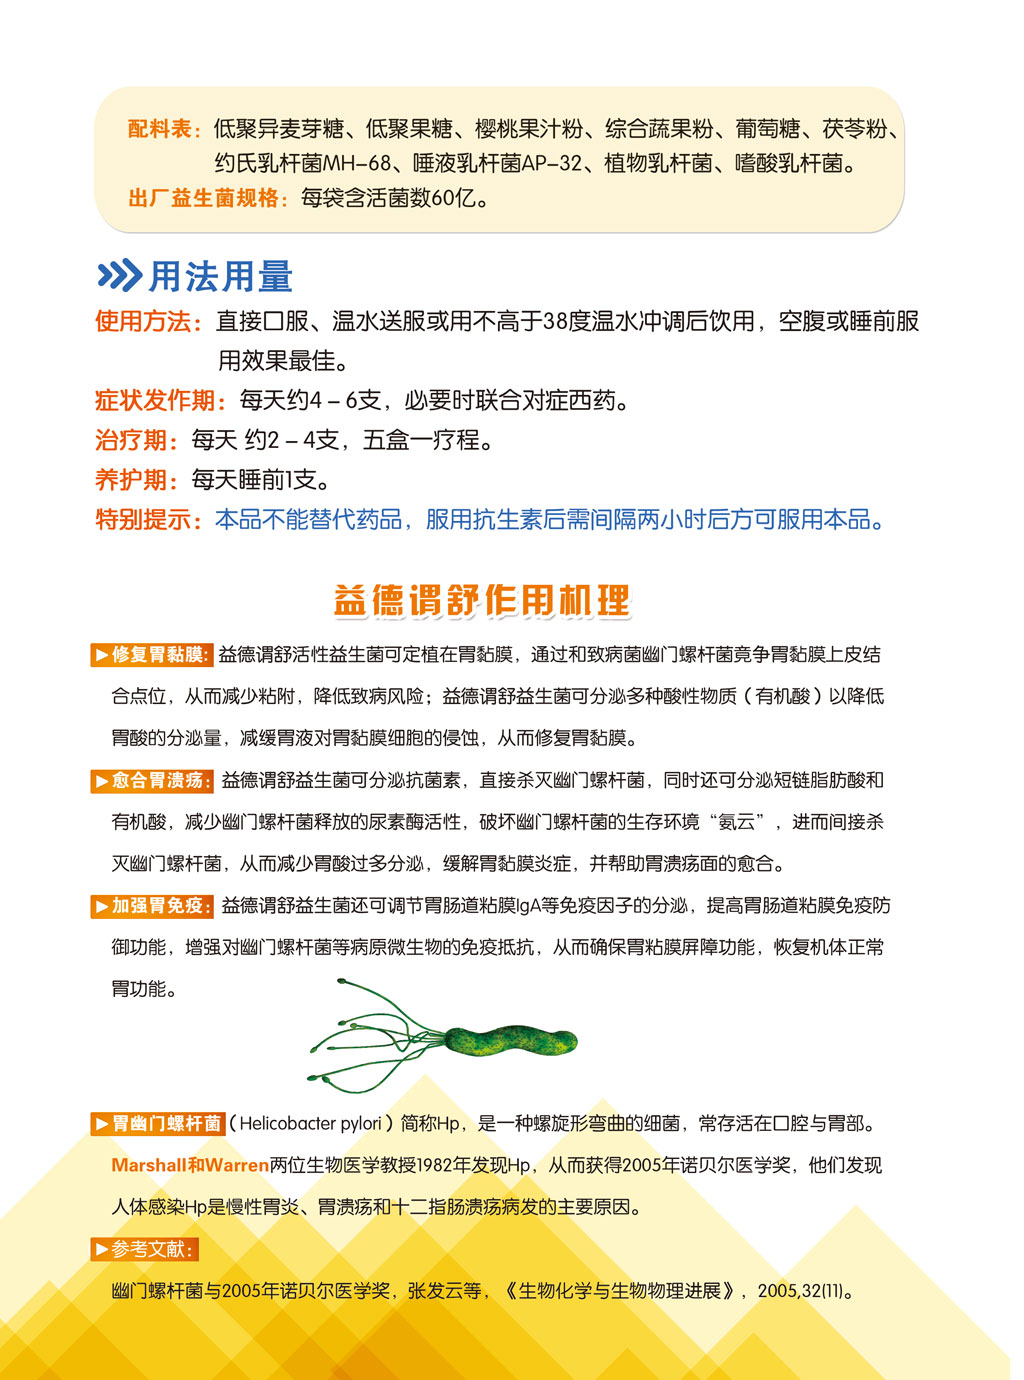 配料表：低聚异麦芽糖、低聚果糖、樱桃果汁粉、综合蔬果粉、葡萄糖、茯苓粉、
约氏乳杆菌MH-68、唾液乳杆菌AP-32、植物乳杆菌、嗜酸乳杆菌。
出厂益生菌规格：每袋含活菌数60亿。
用法用量
使用方法：直接口服、温水送服或用不高于38度温水冲调后饮用，空腹或睡前服
用效果最佳。
症状发作期：每天约4-6支，必要时联合对症西药。
治疗期：每天 约2-4支，五盒一疗程。
养护期：每天睡前1支。
特别提示：本品不能替代药品，服用抗生素后需间隔两小时后方可服用本品。
益德谓舒作用机理
▶修复胃黏膜：益德谓舒活性益生菌可定植在胃黏膜，通过和致病菌幽门螺杆菌竞争胃黏膜上皮结
合点位，从而减少粘附，降低致病风险；益德谓舒益生菌可分泌多种酸性物质（有机酸）以降低
胃酸的分泌量，减缓胃液对胃黏膜细胞的侵蚀，从而修复胃黏膜。
▶愈合胃溃疡：益德谓舒益生菌可分泌抗菌素，直接杀灭幽门螺杆菌，同时还可分泌短链脂肪酸和
有机酸，减少幽门螺杆菌释放的尿素酶活性，破坏幽门螺杆菌的生存环境“氨云”，进而间接杀
灭幽门螺杆菌，从而减少胃酸过多分泌，缓解胃黏膜炎症，并帮助胃溃疡面的愈合。
▶加强胃免疫：益德谓舒益生菌还可调节胃肠道粘膜IgA等免疫因子的分泌，提高胃肠道粘膜免疫防
御功能，增强对幽门螺杆菌等病原微生物的免疫抵抗，从而确保胃粘膜屏障功能，恢复机体正常
胃功能。
▶胃幽门螺杆菌（Helicobacter pylori）简称Hp，是一种螺旋形弯曲的细菌，常存活在口腔与胃部。
Marshall和Warren两位生物医学教授1982年发现Hp，从而获得2005年诺贝尔医学奖，他们发现
人体感染Hp是慢性胃炎、胃溃疡和十二指肠溃疡病发的主要原因。
▶参考文献：
幽门螺杆菌与2005年诺贝尔医学奖，张发云等，《生物化学与生物物理进展》，2005,32(11)。